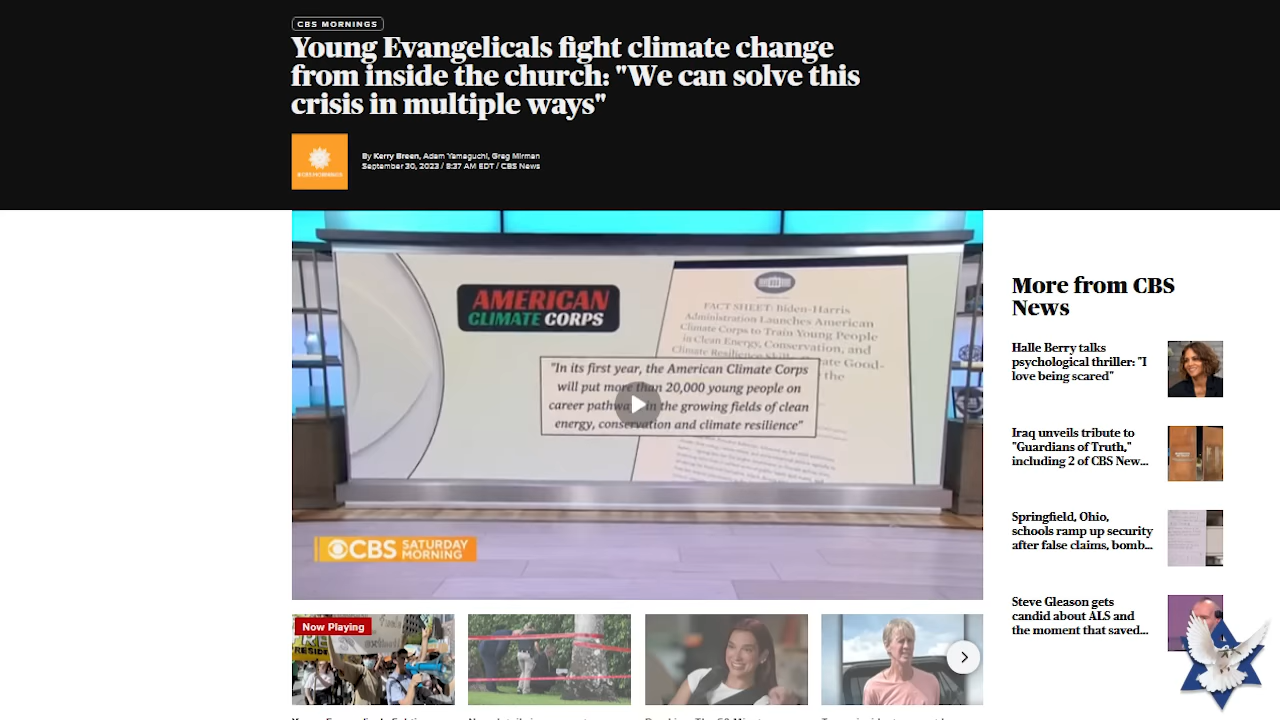 CBS MORNINGS
Young Evangelicals fight climate change
from inside the church: "We can solve this
crisis in multiple ways"
By Kerry Breen, Adam Yamaguchi, Greg Mirman
September 30, 2023 / 8:37 AM EDT / CBS News
AMERICAN
CLIMATE CORPS
FACT SHEET: Biden-Harris
Administration Launches American
Climate Corps to Train Young People
in Clean Energy, Conservation, and
Climate Resilience
the
"In its first year, the American Climate Corps
will put more than 20,000 young people on
career pathways in the growing fields of clean
energy, conservation and climate resilience"
CBS SATURDAY
MORNING
Now Playing
More from CBS
News
Halle Berry talks
psychological thriller: "I
love being scared"
Iraq unveils tribute to
"Guardians of Truth,"
including 2 of CBS New...
Springfield, Ohio,
schools ramp up security
after false claims, bomb...
Steve Gleason gets
candid about ALS and
the moment that saved...